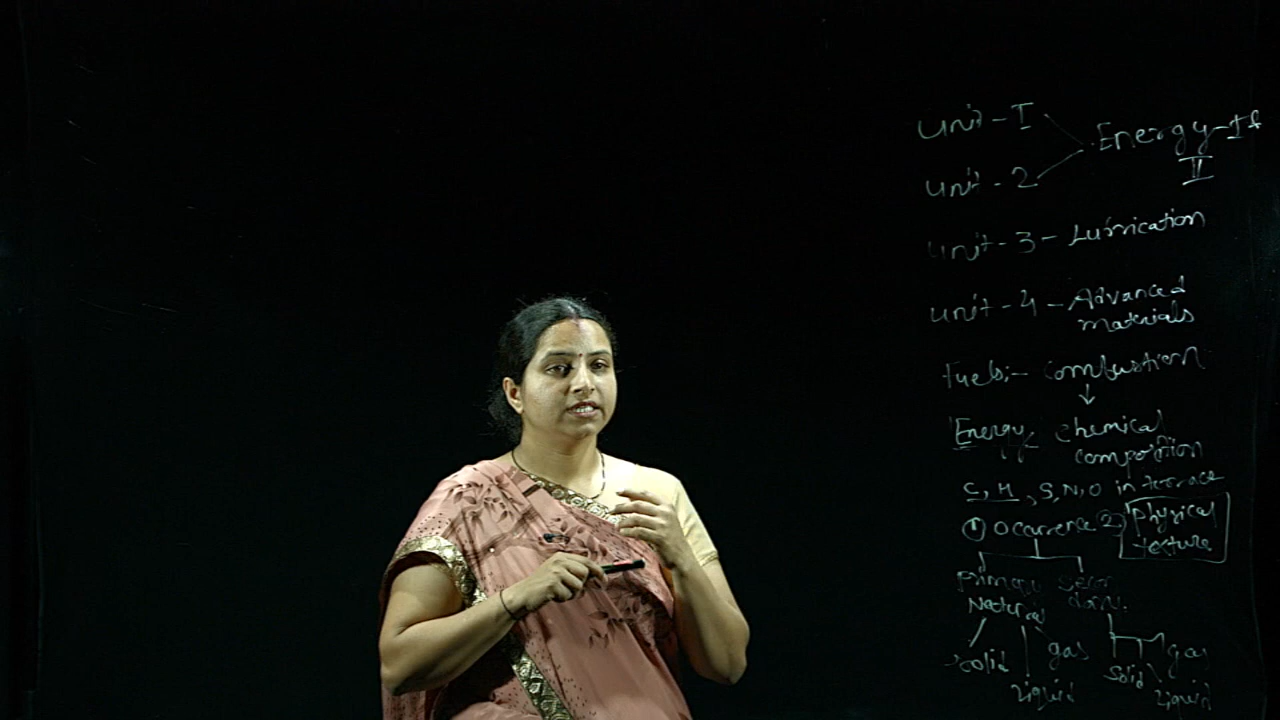 Unit - I Energy - I &
II
Unit - 2
Unit - 3 - Lubrication
Unit - 4 - Advanced
materials
Fuels:- Combustion
↓
Energy chemical
composition
C, H, S, N, O in terrace
① Occurrence ② Physical
texture
Primary Secon
dary.
Natural
solid gas solid gas
liquid liquid